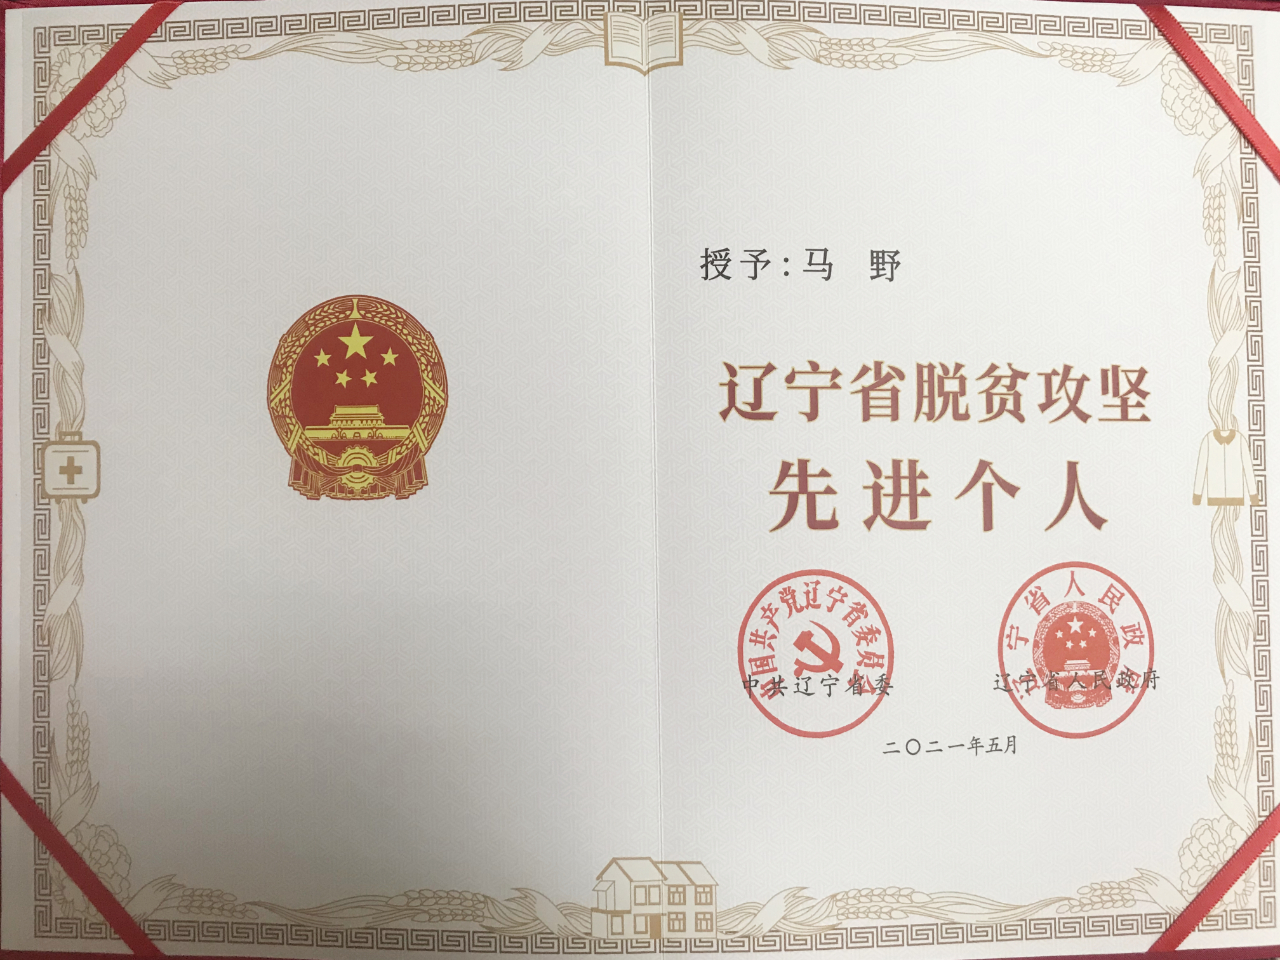 授予：马 野
辽宁省脱贫攻坚
先进个人
中国共产党辽宁省委员会
辽宁省人民政府
中共辽宁省委
辽宁省人民政府
二〇二一年五月